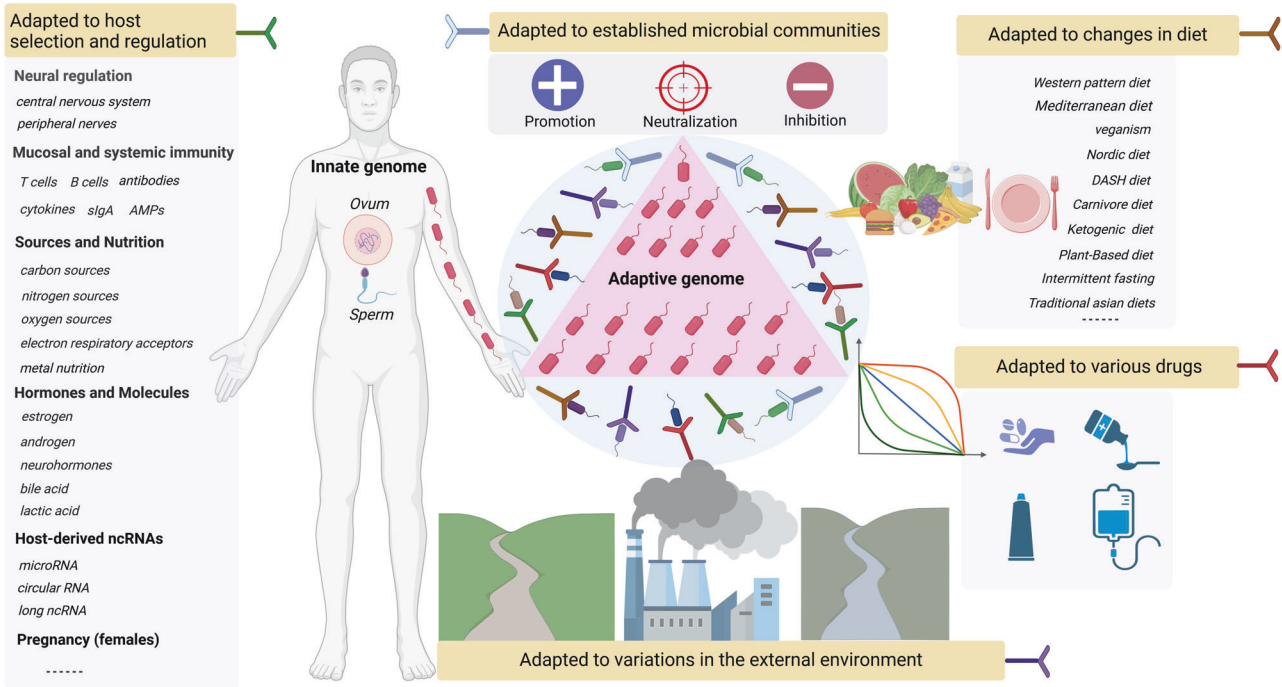 Adapted to host
selection and regulation
Neural regulation
central nervous system
peripheral nerves
Mucosal and systemic immunity
T cells B cells antibodies
cytokines sIgA AMPs
Sources and Nutrition
carbon sources
nitrogen sources
oxygen sources
electron respiratory acceptors
metal nutrition
Hormones and Molecules
estrogen
androgen
neurohormones
bile acid
lactic acid
Host-derived ncRNAs
microRNA
circular RNA
long ncRNA
Pregnancy (females)
------
Innate genome
Ovum
Sperm
Adapted to established microbial communities
Promotion
Neutralization
Inhibition
Adaptive genome
Adapted to changes in diet
Western pattern diet
Mediterranean diet
veganism
Nordic diet
DASH diet
Carnivore diet
Ketogenic diet
Plant-Based diet
Intermittent fasting
Traditional asian diets
------
Adapted to various drugs
Adapted to variations in the external environment